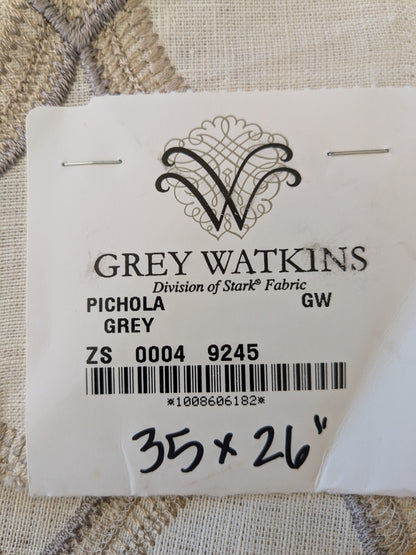 GREY WATKINS
Division of Stark® Fabric
PICHOLA GW
GREY
ZS 0004 9245
*1008606182*
35 x 26"